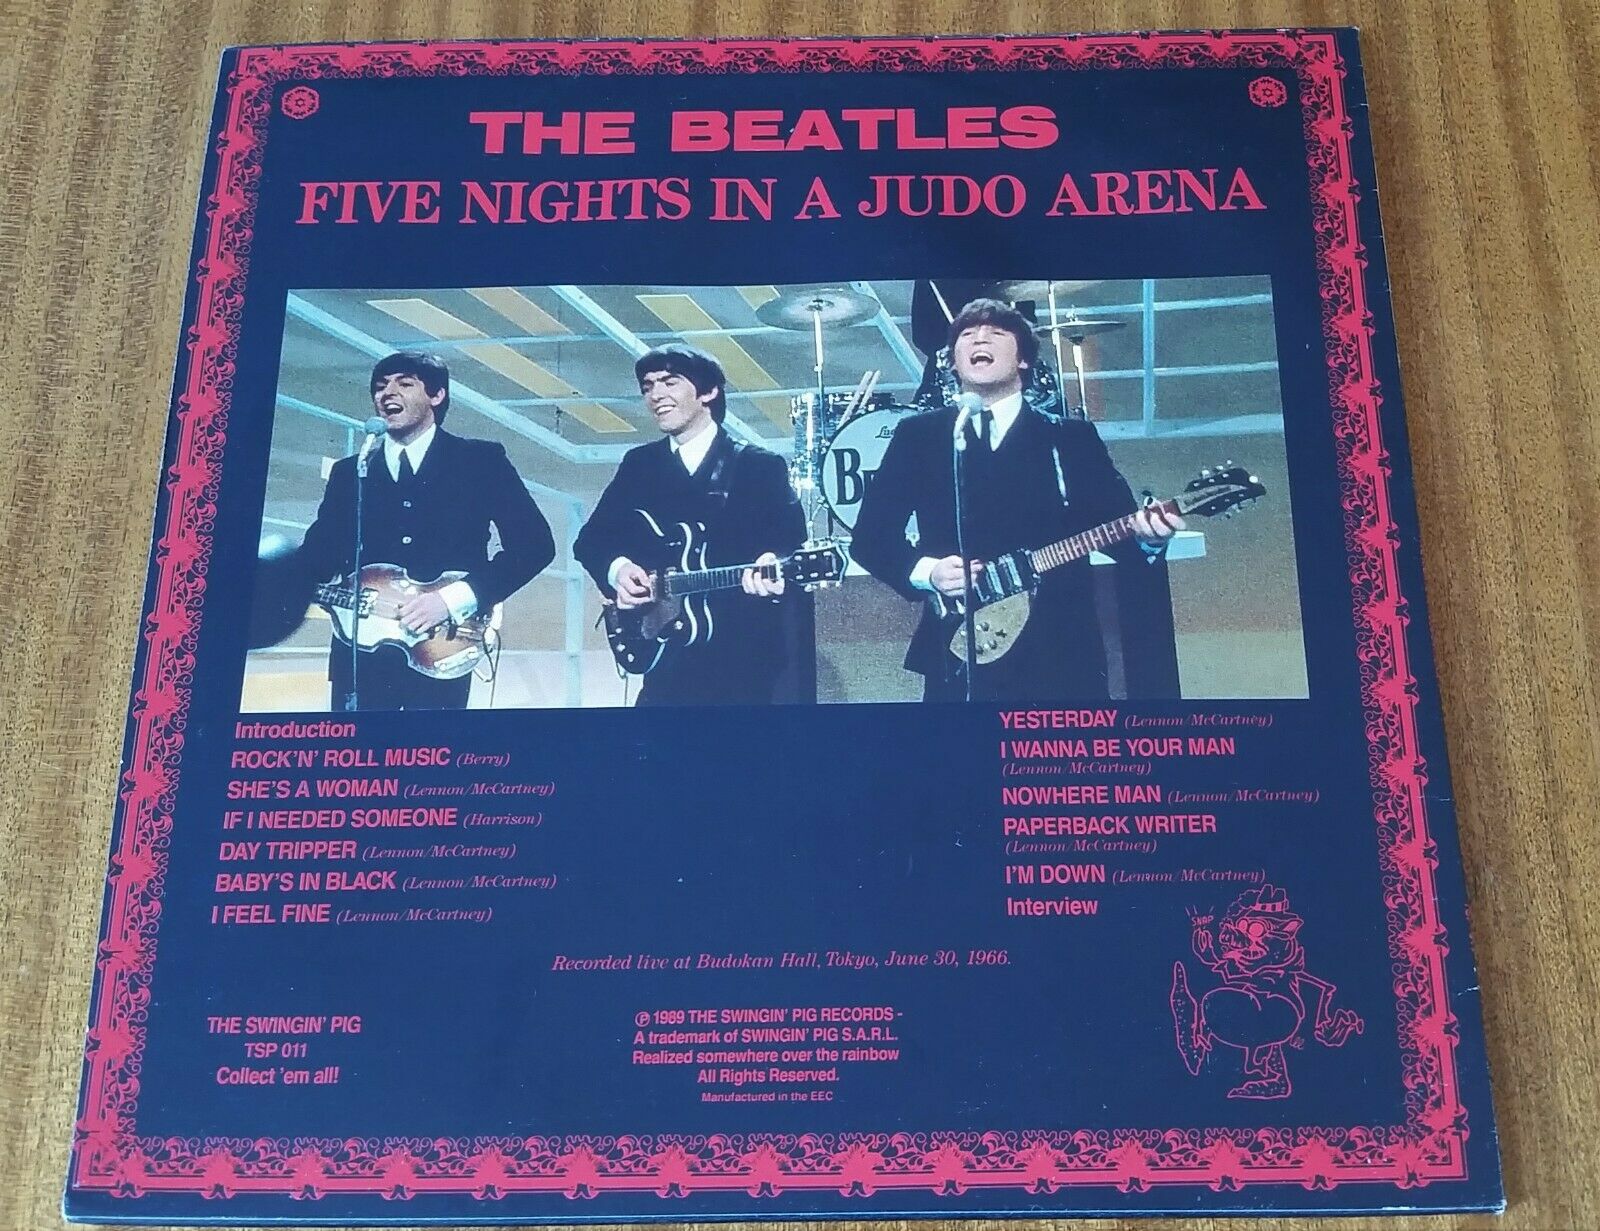 THE BEATLES
FIVE NIGHTS IN A JUDO ARENA
Introduction
ROCK'N' ROLL MUSIC (Berry)
SHE'S A WOMAN (Lennon/McCartney)
IF I NEEDED SOMEONE (Harrison)
DAY TRIPPER (Lennon/McCartney)
BABY'S IN BLACK (Lennon/McCartney)
I FEEL FINE (Lennon/McCartney)
YESTERDAY (Lennon/McCartney)
I WANNA BE YOUR MAN
(Lennon/McCartney)
NOWHERE MAN (Lennon/McCartney)
PAPERBACK WRITER
(Lennon/McCartney)
I'M DOWN (Lennon/McCartney)
Interview
SNAP
Recorded live at Budokan Hall, Tokyo, June 30, 1966.
THE SWINGIN' PIG
TSP 011
Collect 'em all!
℗ 1989 THE SWINGIN' PIG RECORDS -
A trademark of SWINGIN' PIG S.A.R.L.
Realized somewhere over the rainbow
All Rights Reserved.
Manufactured in the EEC